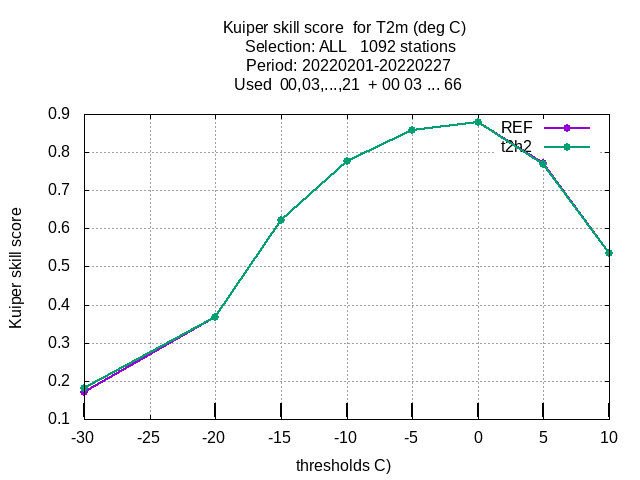 Kuiper skill score  for T2m (deg C)
Selection: ALL   1092 stations
Period: 20220201-20220227
Used  00,03,...,21  + 00 03 ... 66
0.9
0.8
0.7
0.6
0.5
0.4
0.3
0.2
0.1
Kuiper skill score
REF
t2h2
-30 -25 -20 -15 -10 -5 0 5 10
thresholds C)